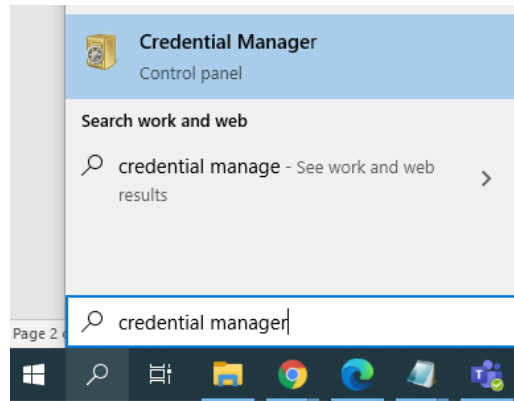 Credential Manager
Control panel
Search work and web
credential manage - See work and web
results
credential manager
Page 2